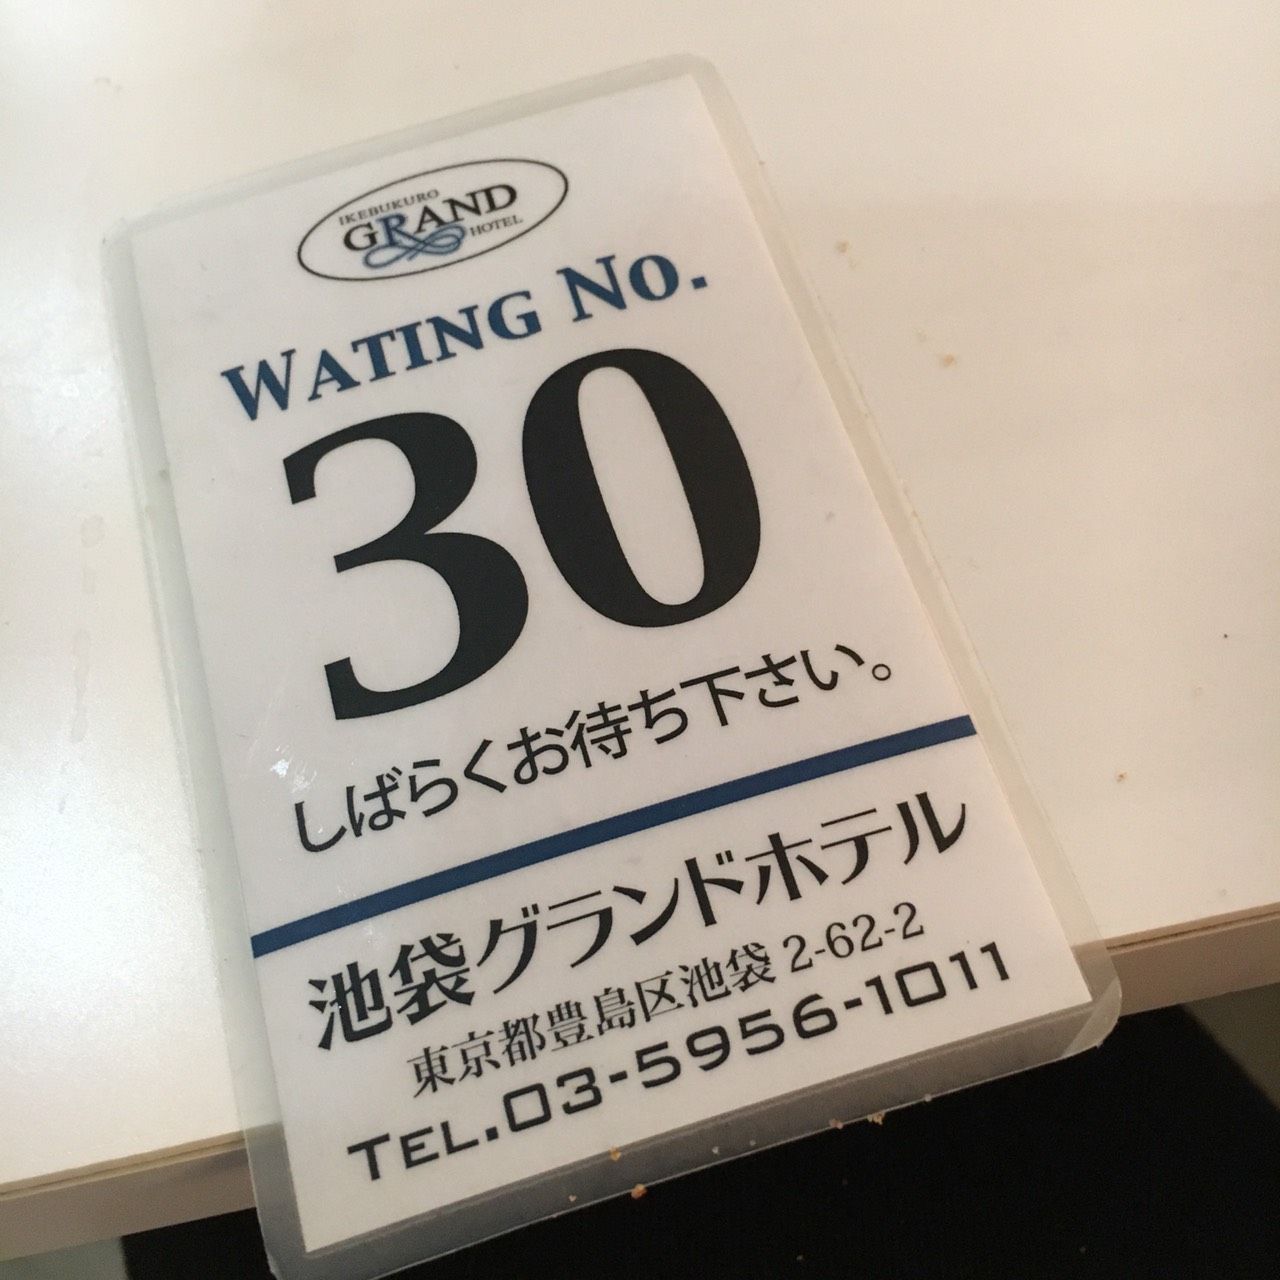 IKEBUKURO
GRAND
HOTEL
WATING NO.
30
しばらくお待ち下さい。
池袋グランドホテル
東京都豊島区池袋 2-62-2
TEL.03-5956-1011